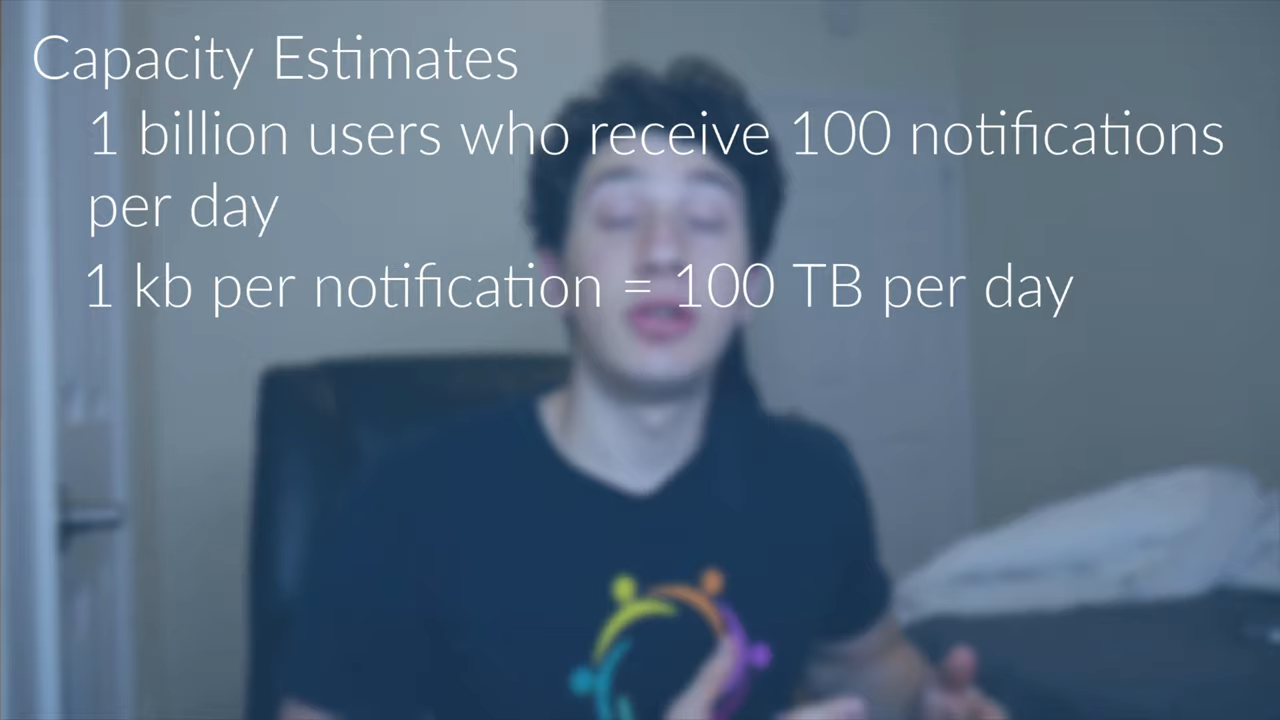 Capacity Estimates
1 billion users who receive 100 notifications
per day
1 kb per notification = 100 TB per day